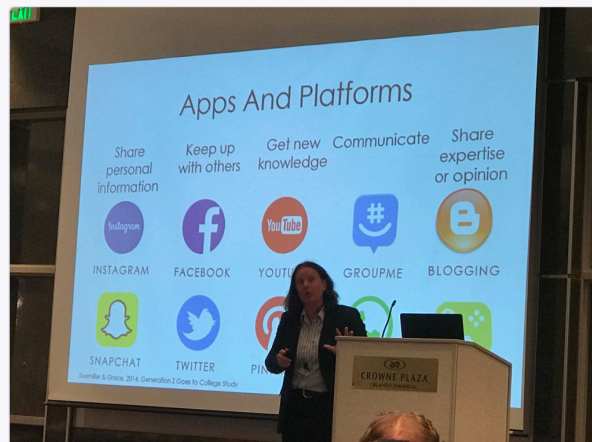 EXIT
Apps And Platforms
Share
personal
information
Keep up
with others
Get new
knowledge
Communicate
Share
expertise
or opinion
Instagram
You Tube
#
INSTAGRAM
FACEBOOK
GROUPME
BLOGGING
SNAPCHAT
TWITTER
Seemiller & Grace, 2014, Generation Z Goes to College Study
CROWNE PLAZA